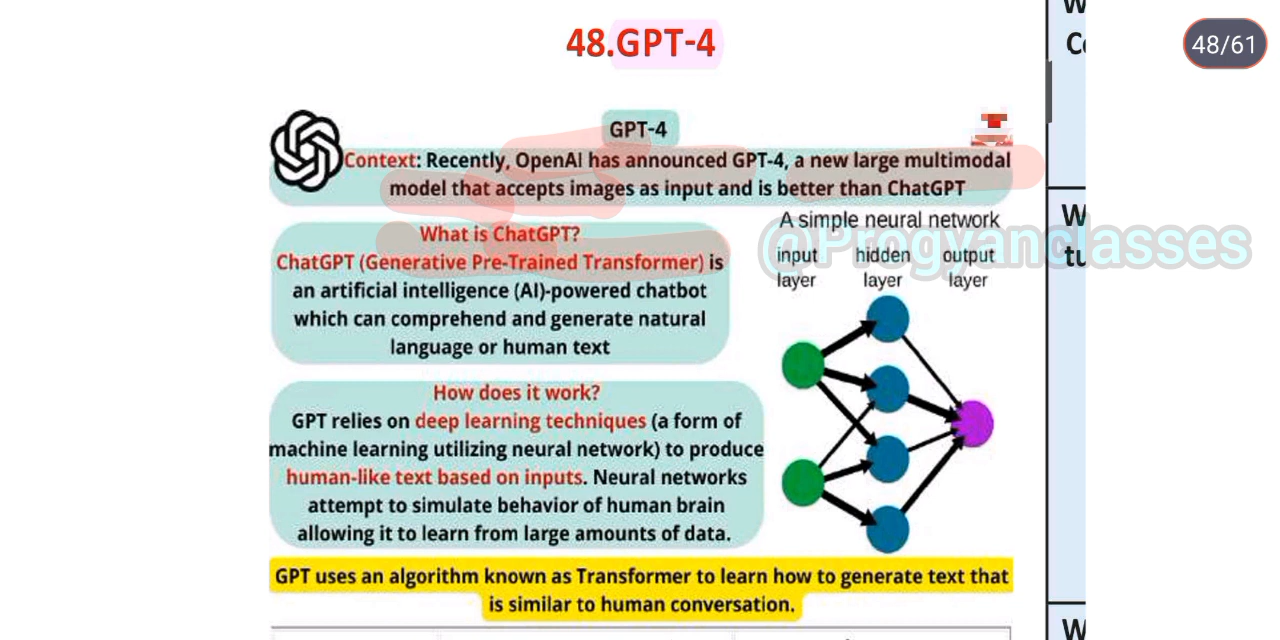 48.GPT-4
48/61
GPT-4
Context: Recently, OpenAI has announced GPT-4, a new large multimodal
model that accepts images as input and is better than ChatGPT
What is ChatGPT?
ChatGPT (Generative Pre-Trained Transformer) is
an artificial intelligence (AI)-powered chatbot
which can comprehend and generate natural
language or human text
A simple neural network
input hidden output
layer layer layer
@Progyanclasses
How does it work?
GPT relies on deep learning techniques (a form of
machine learning utilizing neural network) to produce
human-like text based on inputs. Neural networks
attempt to simulate behavior of human brain
allowing it to learn from large amounts of data.
GPT uses an algorithm known as Transformer to learn how to generate text that
is similar to human conversation.